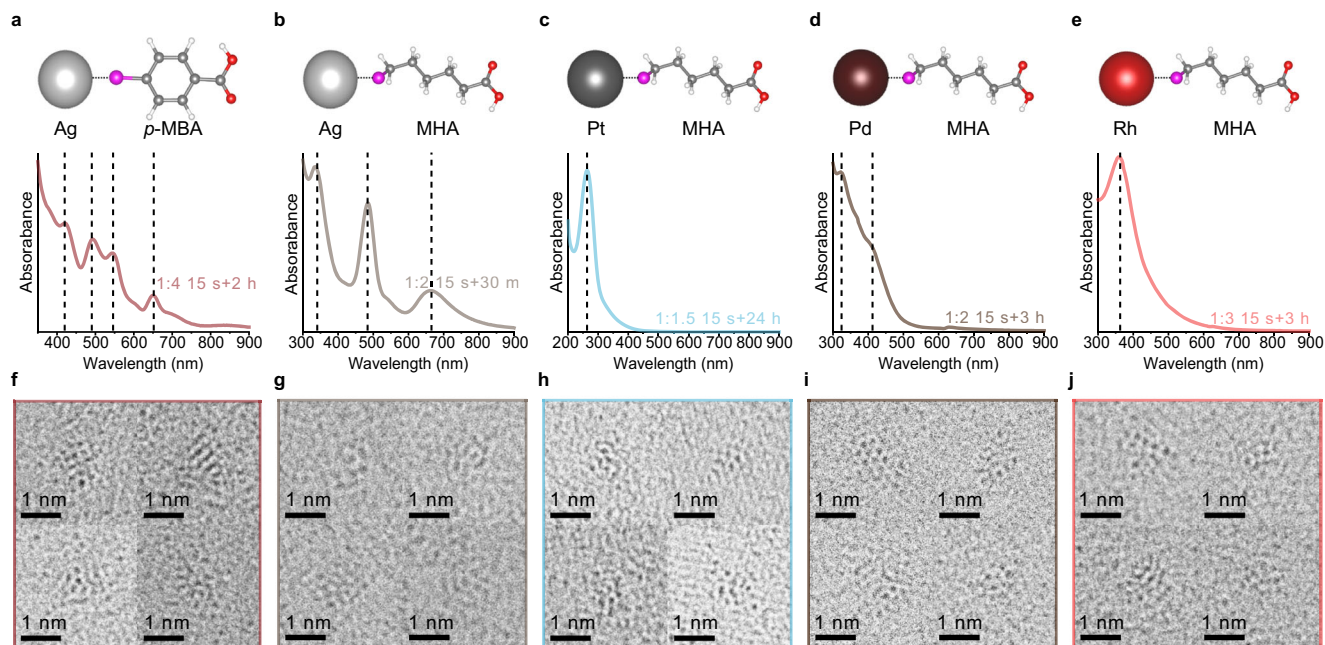 a b c d e
Ag p-MBA Ag MHA Pt MHA Pd MHA Rh MHA
Absorabance
1:4 15 s+2 h
400 500 600 700 800 900
Wavelength (nm)
Absorabance
1:2 15 s+30 m
300 400 500 600 700 800 900
Wavelength (nm)
Absorabance
1:1.5 15 s+24 h
200 300 400 500 600 700 800 900
Wavelength (nm)
Absorabance
1:2 15 s+3 h
300 400 500 600 700 800 900
Wavelength (nm)
Absorabance
1:3 15 s+3 h
300 400 500 600 700 800 900
Wavelength (nm)
f g h i j
1 nm 1 nm 1 nm 1 nm 1 nm 1 nm 1 nm 1 nm 1 nm 1 nm
1 nm 1 nm 1 nm 1 nm 1 nm 1 nm 1 nm 1 nm 1 nm 1 nm